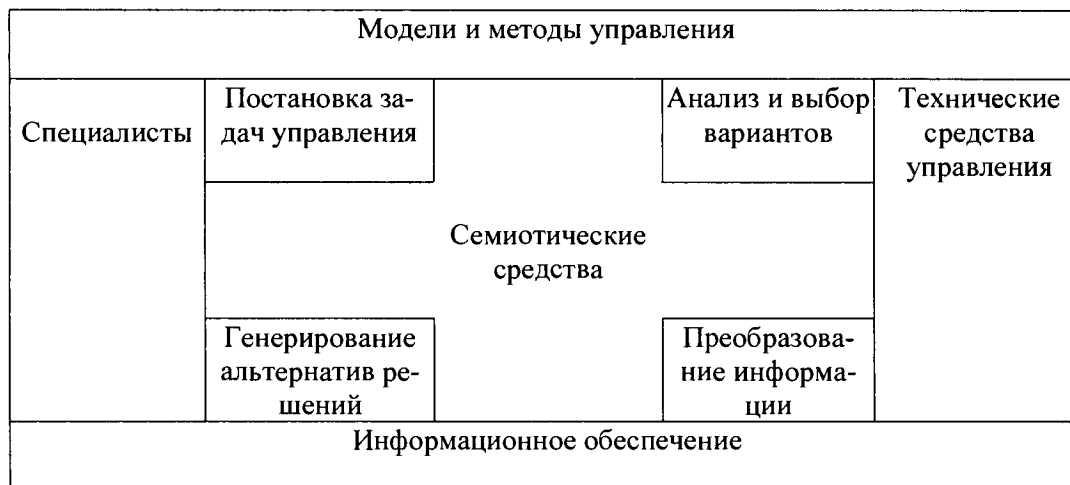 Модели и методы управления
Специалисты
Постановка за-
дач управления
Анализ и выбор
вариантов
Технические
средства
управления
Семиотические
средства
Генерирование
альтернатив ре-
шений
Преобразова-
ние информа-
ции
Информационное обеспечение